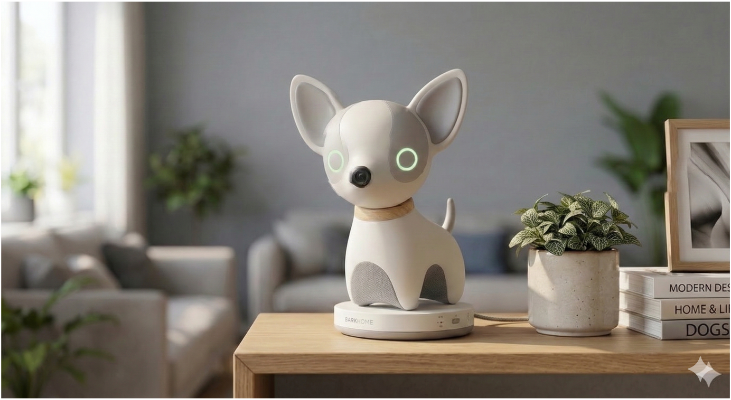 BARKHOME
MODERN DES
HOME & LI
DOGS